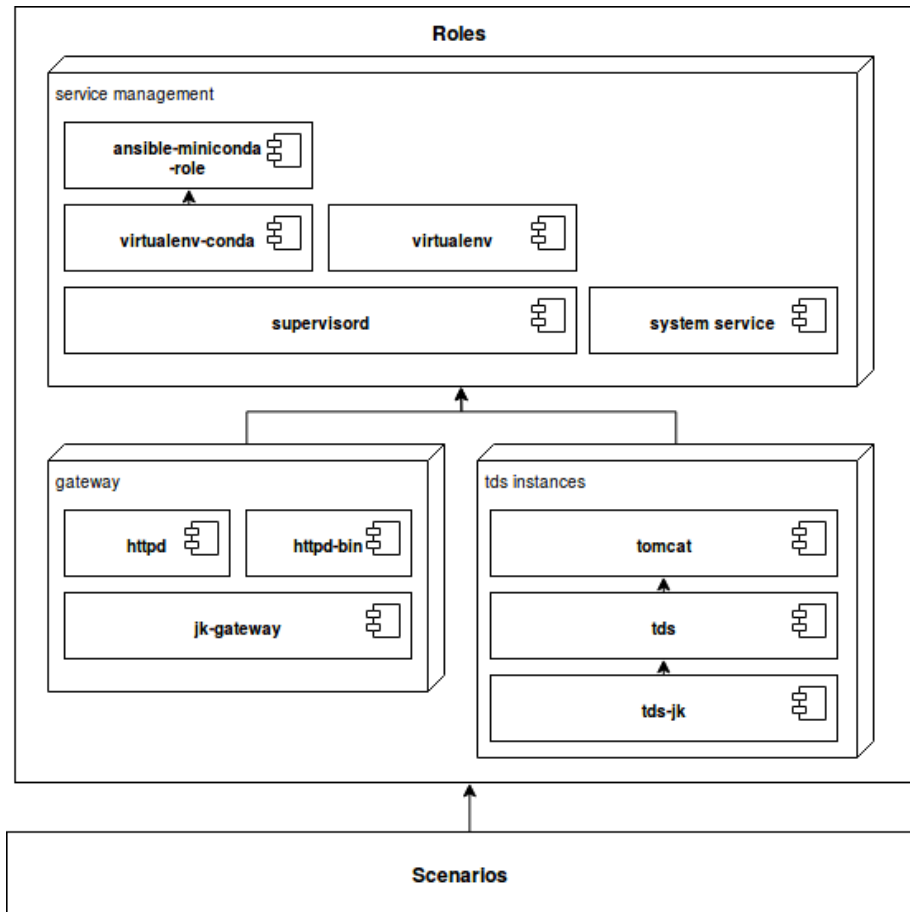 Roles
service management
ansible-miniconda
-role
virtualenv-conda
virtualenv
supervisord
system service
gateway
httpd
httpd-bin
jk-gateway
tds instances
tomcat
tds
tds-jk
Scenarios